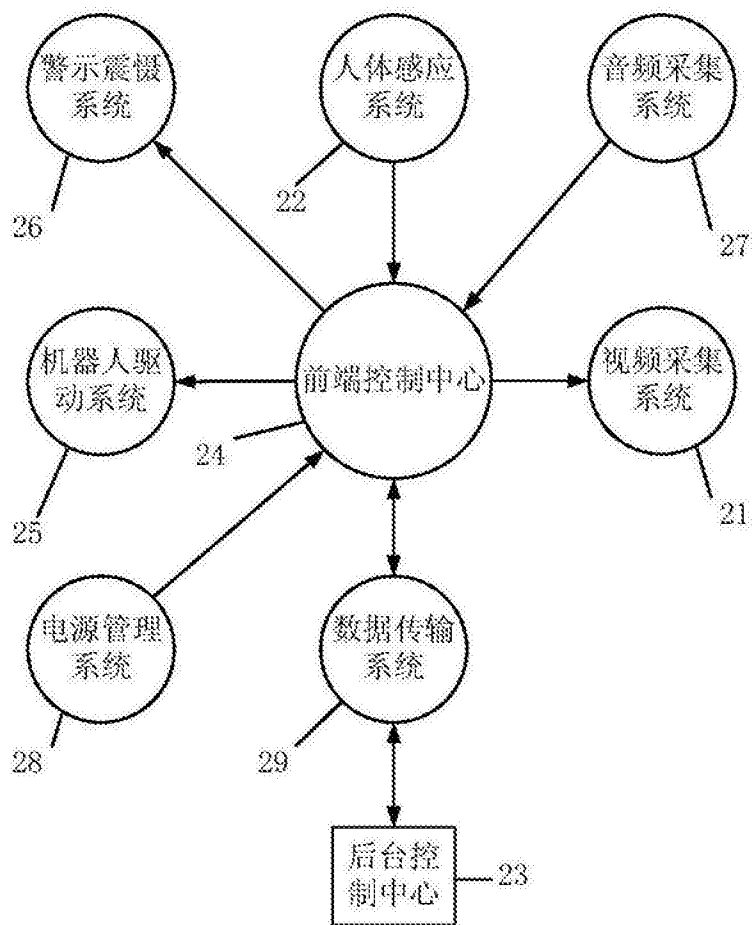 警示震慑
系统
人体感应
系统
音频采集
系统
26
22
27
机器人驱
动系统
前端控制中心
视频采集
系统
24
25
21
电源管理
系统
数据传输
系统
28
29
后台控
制中心
23